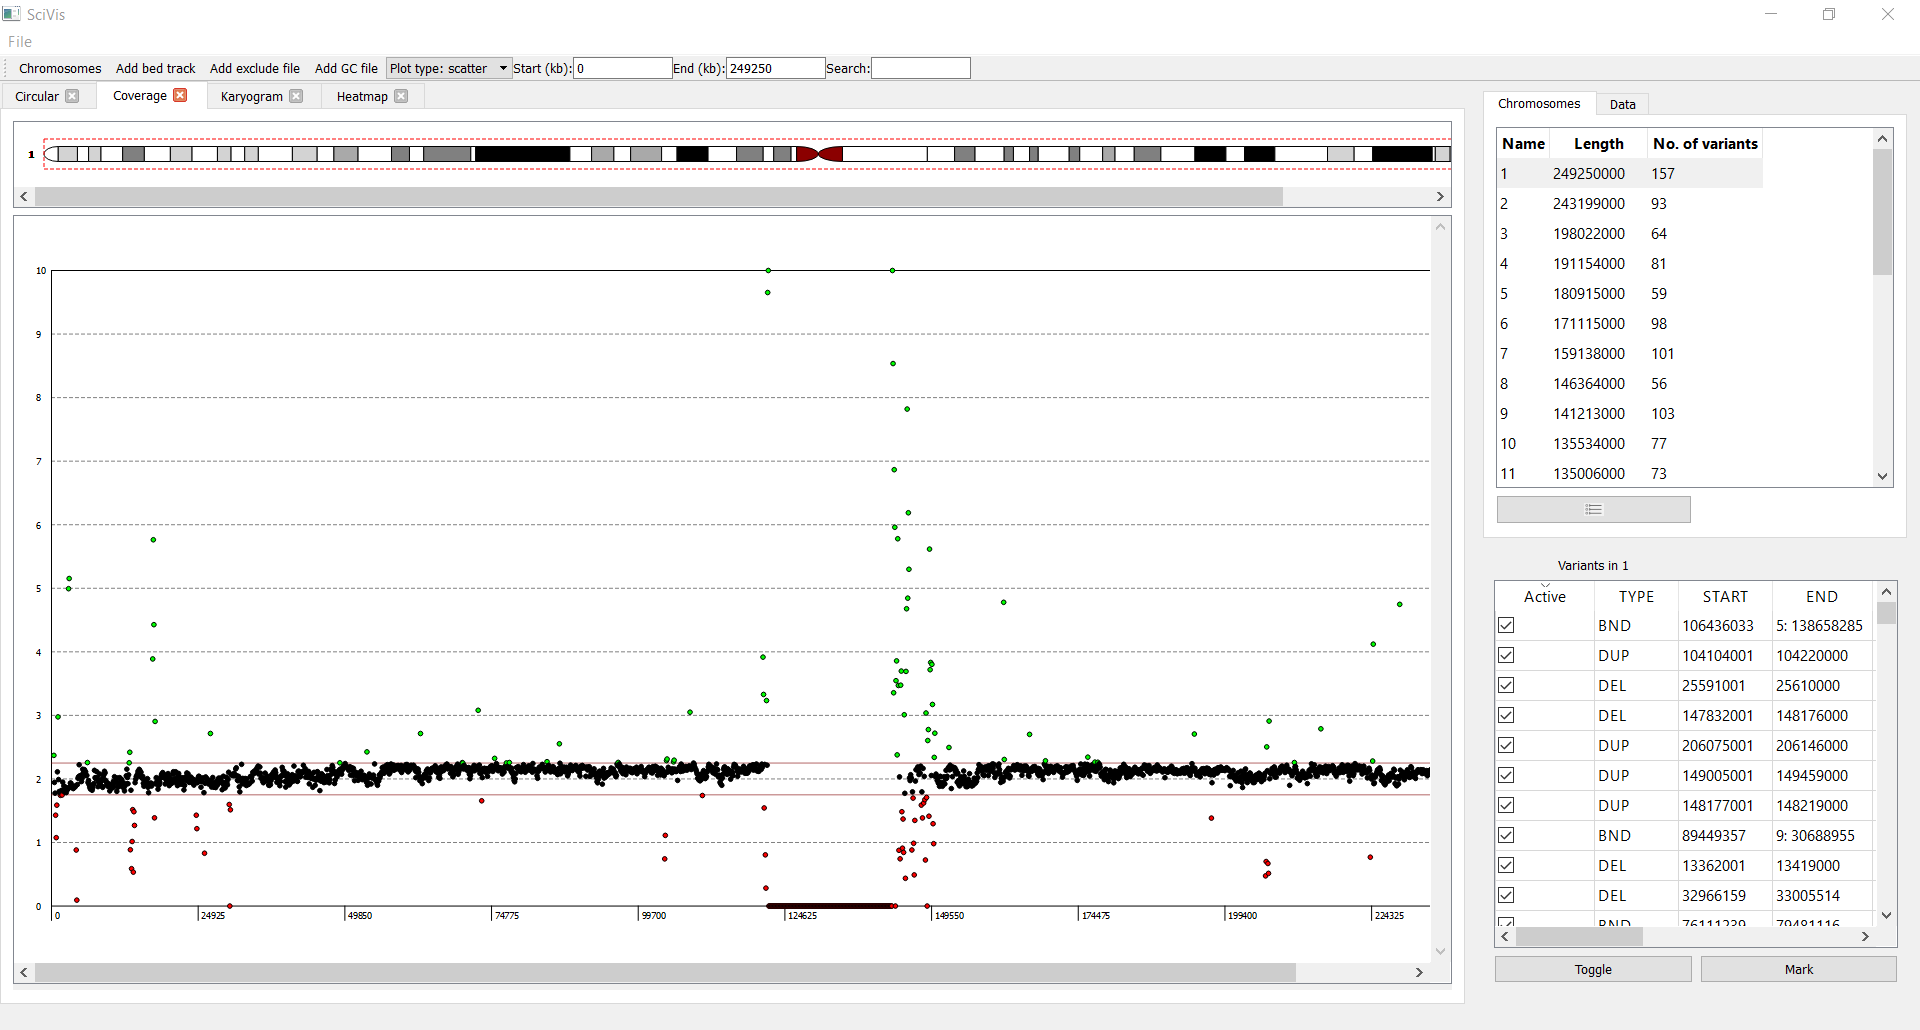 SciVis
File
Chromosomes Add bed track Add exclude file Add GC file Plot type: scatter Start (kb): 0 End (kb): 249250 Search:
Circular Coverage Karyogram Heatmap
1
10
9
8
7
6
5
4
3
2
1
0
0 24925 49850 74775 99700 124625 149550 174475 199400 224325
Chromosomes Data
Name Length No. of variants
1 249250000 157
2 243199000 93
3 198022000 64
4 191154000 81
5 180915000 59
6 171115000 98
7 159138000 101
8 146364000 56
9 141213000 103
10 135534000 77
11 135006000 73
Variants in 1
Active TYPE START END
BND 106436033 5: 138658285
DUP 104104001 104220000
DEL 25591001 25610000
DEL 147832001 148176000
DUP 206075001 206146000
DUP 149005001 149459000
DUP 148177001 148219000
BND 89449357 9: 30688955
DEL 13362001 13419000
DEL 32966159 33005514
BND 76111239 79481116
Toggle Mark